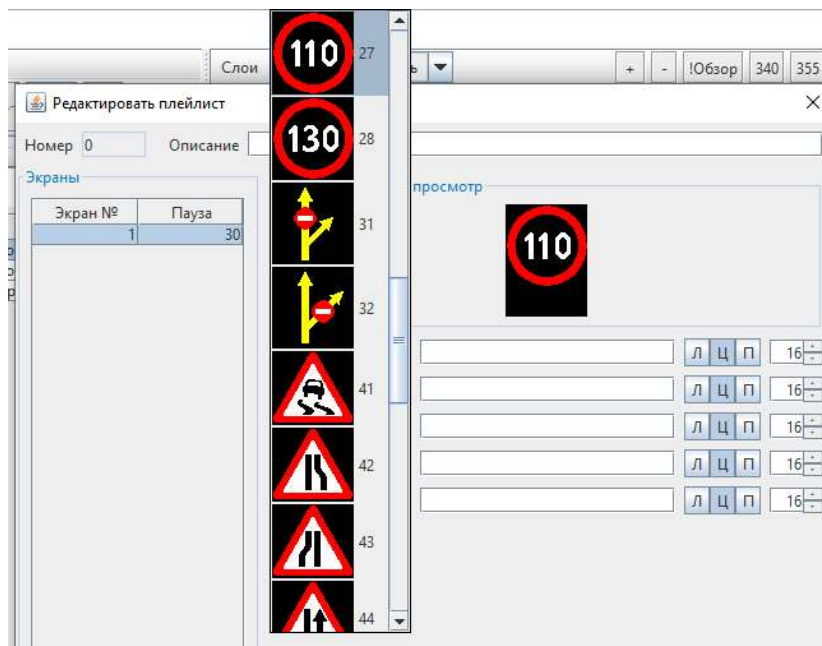 110 27
Слои ь + - !Обзор 340 355
Редактировать плейлист
130 28
Номер 0 Описание
Экраны
просмотр
Экран № Пауза
1 30
31
110
32
Л Ц П 16
41
Л Ц П 16
Л Ц П 16
42
Л Ц П 16
Л Ц П 16
43
44